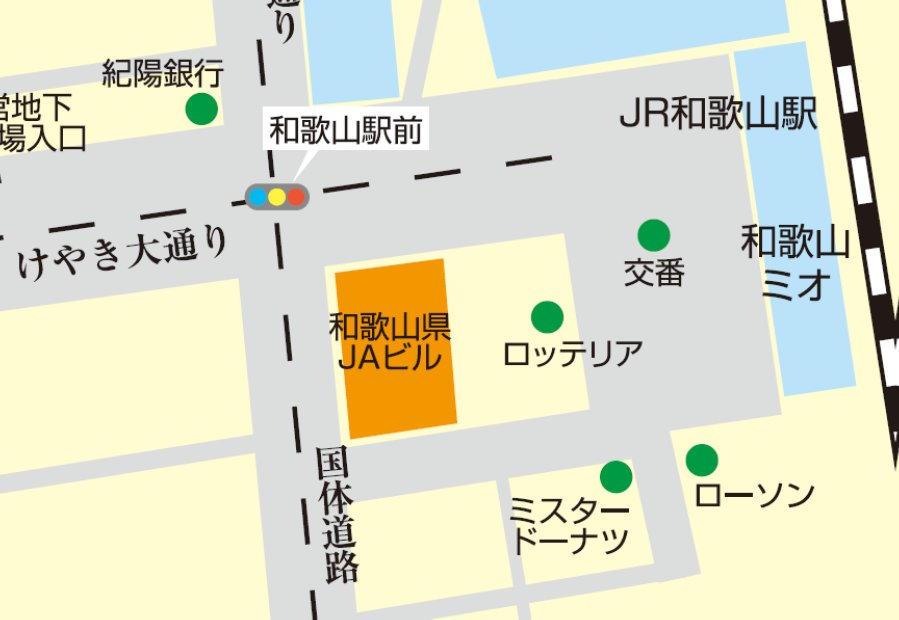 通り
紀陽銀行
営地下
場入口
和歌山駅前
JR和歌山駅
けやき大通り
交番
和歌山
ミオ
和歌山県
JAビル
ロッテリア
国体道路
ミスター
ドーナツ
ローソン